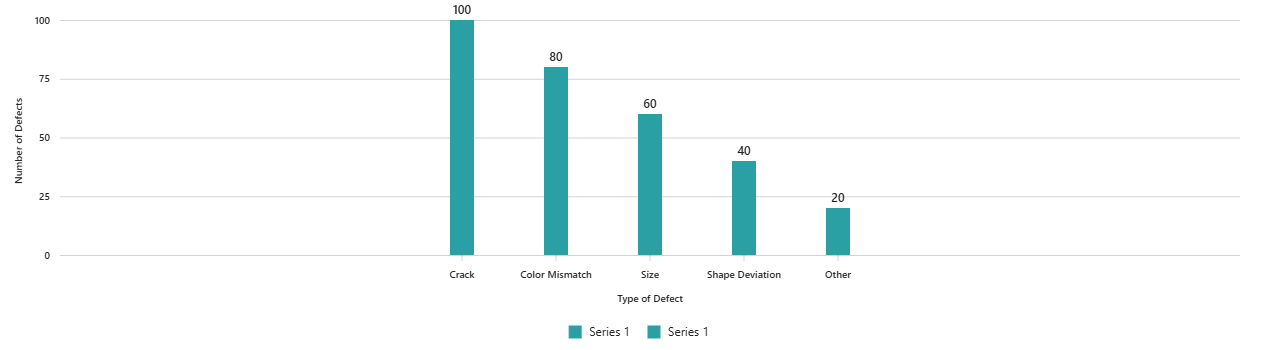 100
100
80
75
60
50
40
25
20
0
Number of Defects
Crack Color Mismatch Size Shape Deviation Other
Type of Defect
Series 1 Series 1